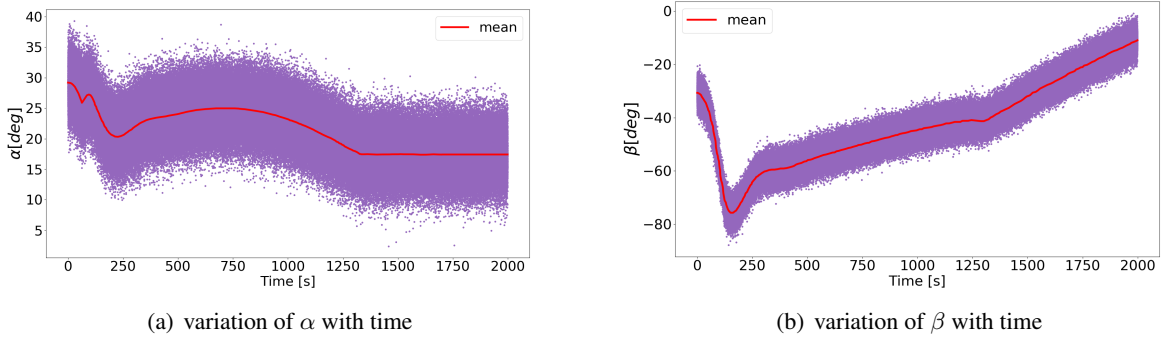 mean
40
35
30
25
20
15
10
5
α[deg]
0 250 500 750 1000 1250 1500 1750 2000
Time [s]
(a) variation of α with time
mean
0
−20
−40
−60
−80
β[deg]
0 250 500 750 1000 1250 1500 1750 2000
Time [s]
(b) variation of β with time